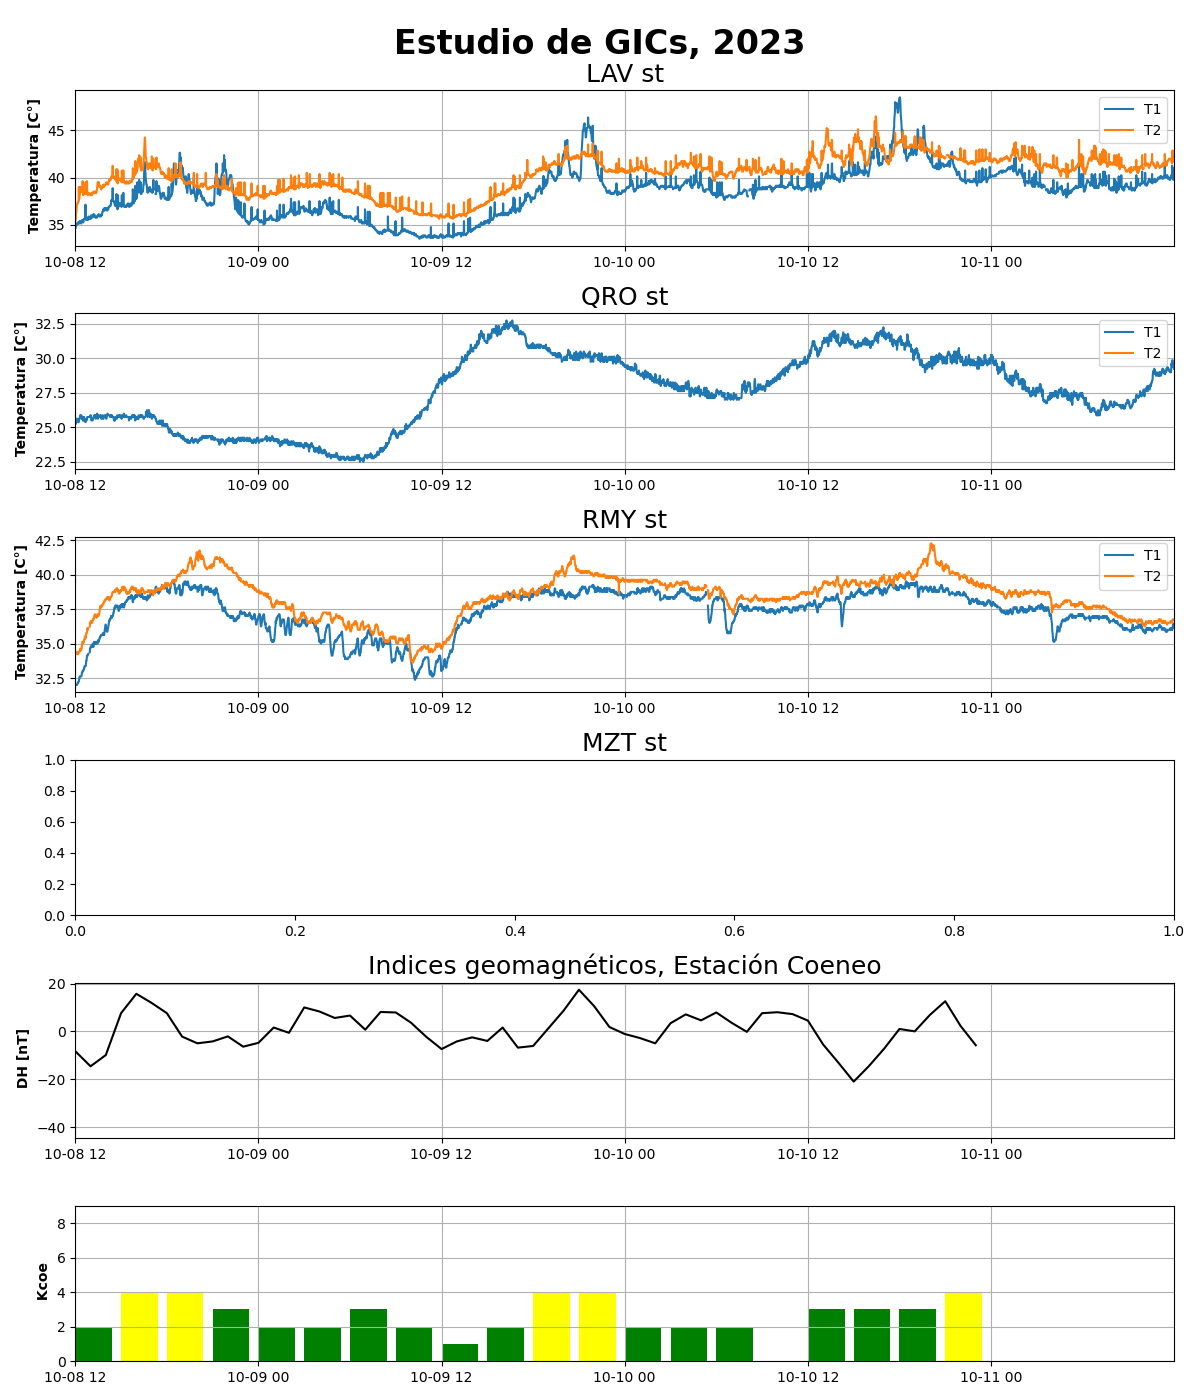 Estudio de GICs, 2023
LAV st
Temperatura [C°]
45
40
35
T1
T2
10-08 12 10-09 00 10-09 12 10-10 00 10-10 12 10-11 00
QRO st
Temperatura [C°]
32.5
30.0
27.5
25.0
22.5
T1
T2
10-08 12 10-09 00 10-09 12 10-10 00 10-10 12 10-11 00
RMY st
Temperatura [C°]
42.5
40.0
37.5
35.0
32.5
T1
T2
10-08 12 10-09 00 10-09 12 10-10 00 10-10 12 10-11 00
MZT st
1.0
0.8
0.6
0.4
0.2
0.0
0.0 0.2 0.4 0.6 0.8 1.0
Indices geomagnéticos, Estación Coeneo
DH [nT]
20
0
−20
−40
10-08 12 10-09 00 10-09 12 10-10 00 10-10 12 10-11 00
Kcoe
8
6
4
2
0
10-08 12 10-09 00 10-09 12 10-10 00 10-10 12 10-11 00